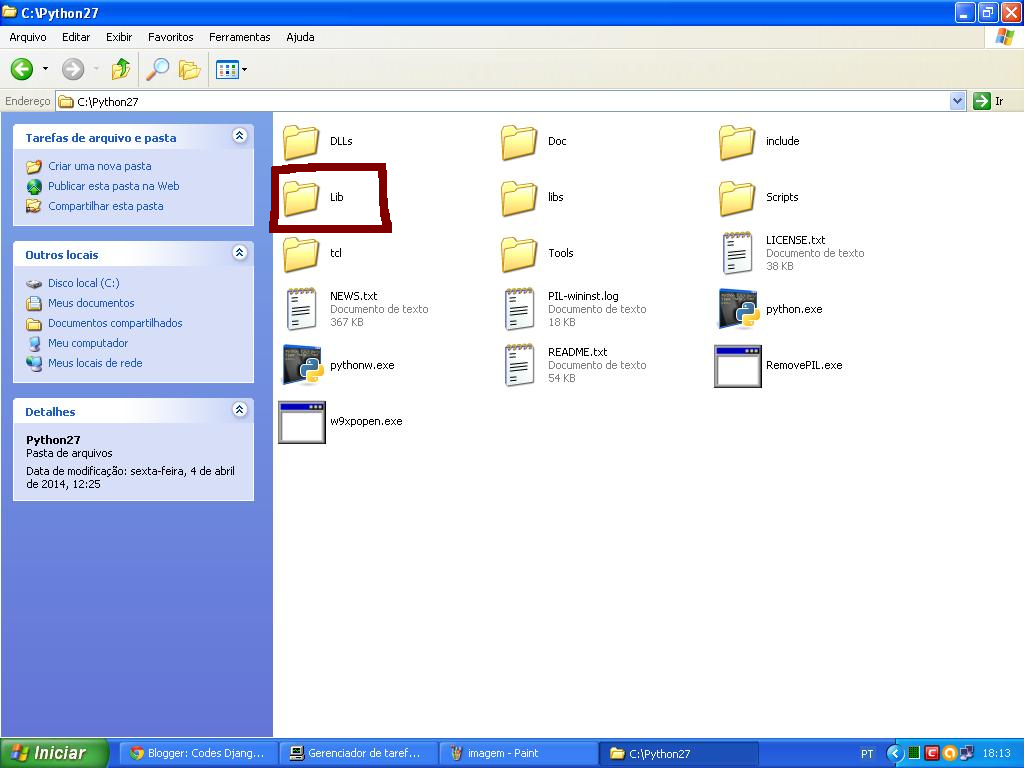 C:\Python27
Arquivo Editar Exibir Favoritos Ferramentas Ajuda
Endereço C:\Python27 Ir
Tarefas de arquivo e pasta
Criar uma nova pasta
Publicar esta pasta na Web
Compartilhar esta pasta
Outros locais
Disco local (C:)
Meus documentos
Documentos compartilhados
Meu computador
Meus locais de rede
Detalhes
Python27
Pasta de arquivos
Data de modificação: sexta-feira, 4 de abril
de 2014, 12:25
DLLs
Doc
include
Lib
libs
Scripts
tcl
Tools
LICENSE.txt
Documento de texto
38 KB
NEWS.txt
Documento de texto
367 KB
PIL-wininst.log
Documento de texto
18 KB
python.exe
pythonw.exe
README.txt
Documento de texto
54 KB
RemovePIL.exe
w9xpopen.exe
Iniciar
Blogger: Codes Djang...
Gerenciador de taref...
imagem - Paint
C:\Python27
PT
18:13